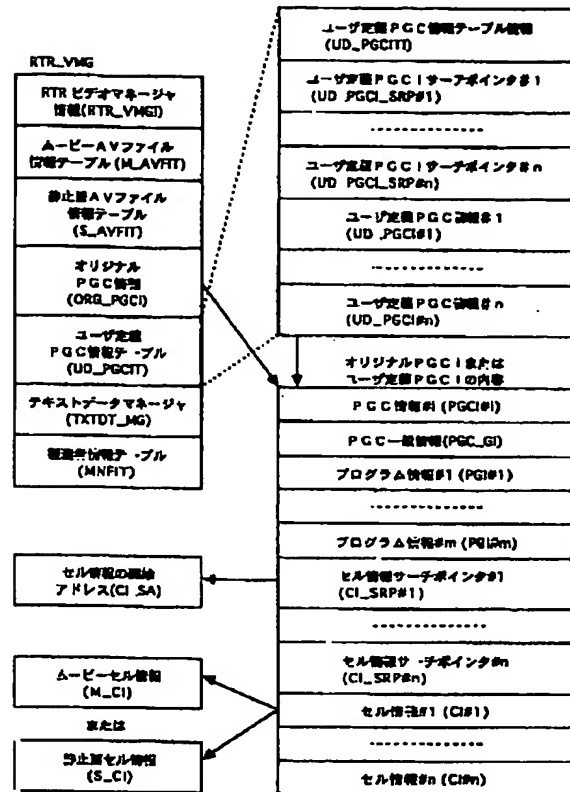 RTR_VMG
RTR ビデオマネージャ
情報(RTR_VMGI)
ムービーAVファイル
情報テーブル(M_AVFIT)
静止画AVファイル
情報テーブル
(S_AVFIT)
オリジナル
PGC情報
(ORG_PGCI)
ユーザ定義
PGC情報テーブル
(UD_PGCIT)
テキストデータマネージャ
(TXTDT_MG)
製造者情報テーブル
(MNFIT)
セル情報の開始
アドレス(CI_SA)
ムービーセル情報
(M_CI)
または
静止画セル情報
(S_CI)
ユーザ定義PGC情報テーブル情報
(UD_PGCITI)
ユーザ定義PGCIサーチポインタ#1
(UD_PGCI_SRP#1)
ユーザ定義PGCIサーチポインタ#n
(UD_PGCI_SRP#n)
ユーザ定義PGC情報#1
(UD_PGCI#1)
ユーザ定義PGC情報#n
(UD_PGCI#n)
オリジナルPGCIまたは
ユーザ定義PGCIの内容
PGC情報#i (PGCI#i)
PGC一般情報(PGC_GI)
プログラム情報#1 (PGI#1)
プログラム情報#m (PGI#m)
セル情報サーチポインタ#1
(CI_SRP#1)
セル情報サーチポインタ#n
(CI_SRP#n)
セル情報#1 (CI#1)
セル情報#n (CI#n)